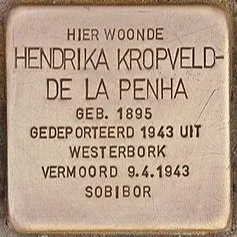 HIER WOONDE
HENDRIKA KROPVELD-
DE LA PENHA
GEB. 1895
GEDEPORTEERD 1943 UIT
WESTERBORK
VERMOORD 9.4.1943
SOBIBOR